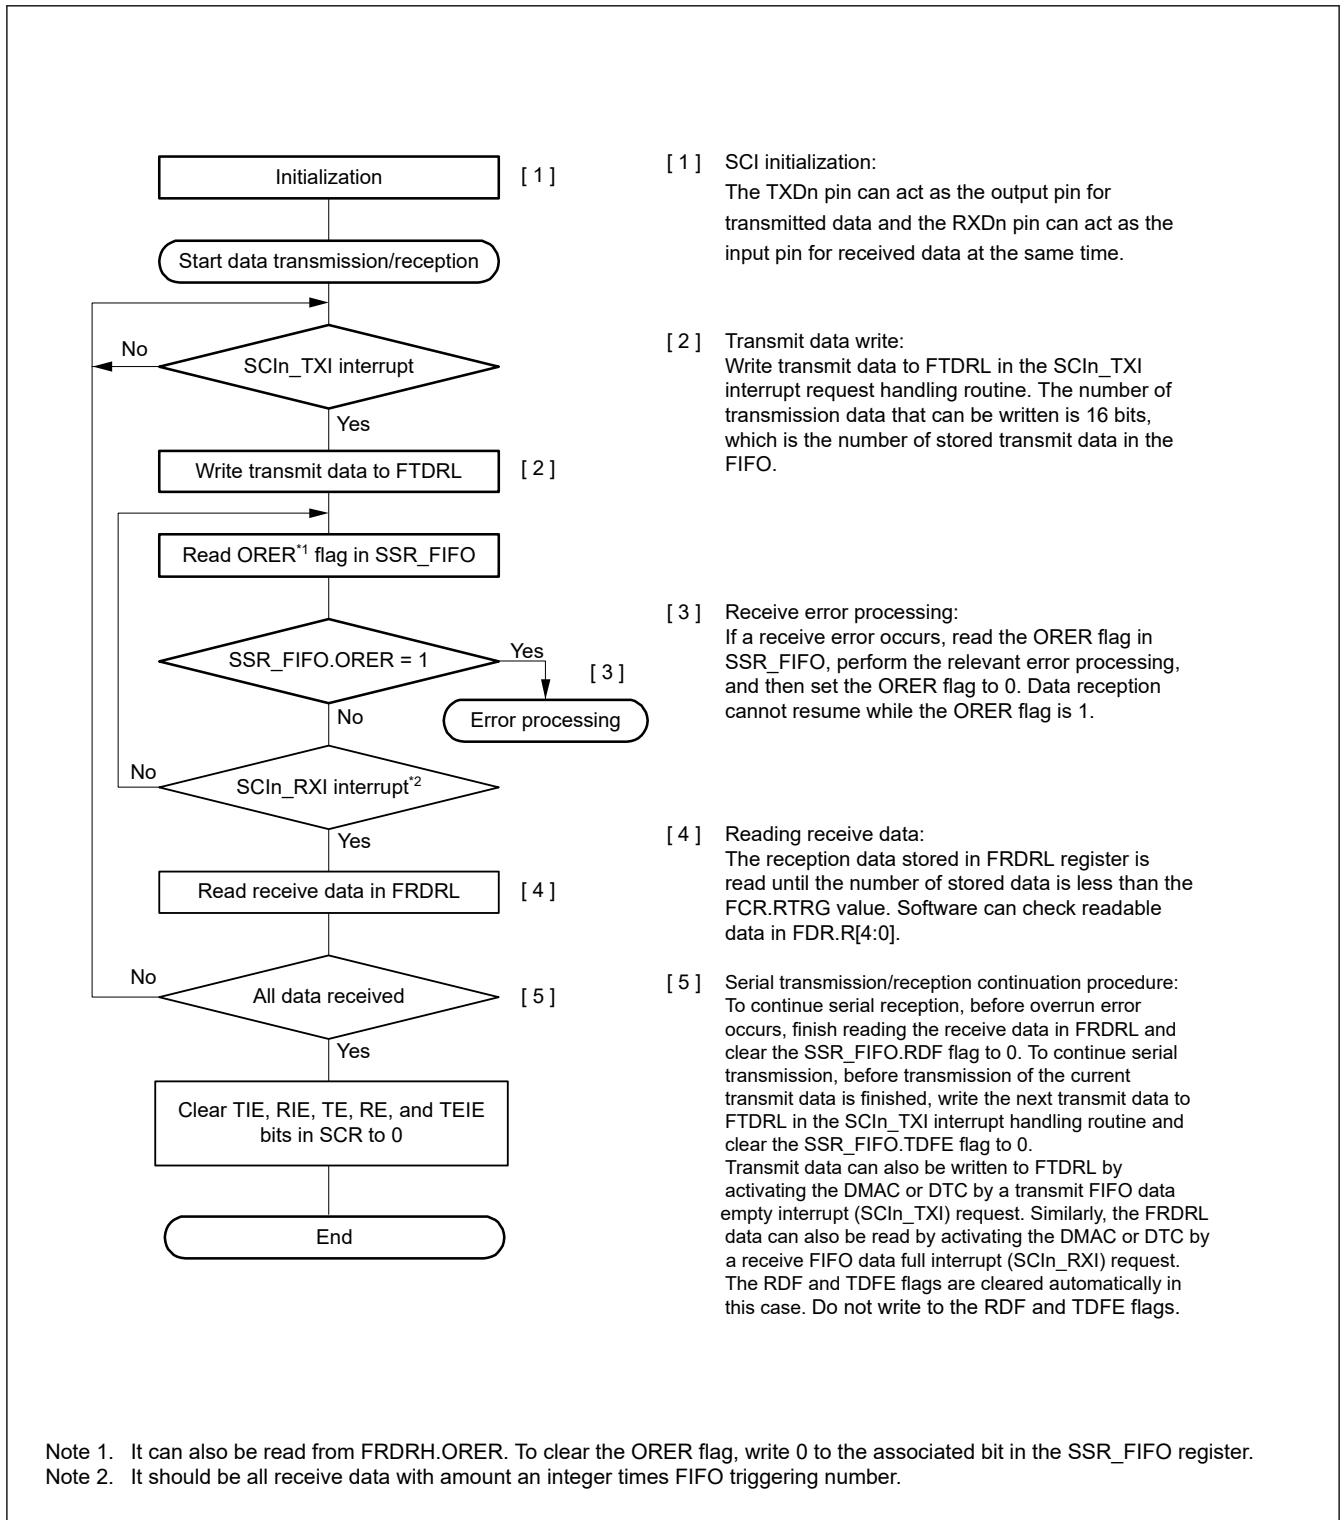 Initialization
[ 1 ]
Start data transmission/reception
No
SCIn_TXI interrupt
Yes
Write transmit data to FTDRL
[ 2 ]
Read ORER*1 flag in SSR_FIFO
SSR_FIFO.ORER = 1
Yes
[ 3 ]
Error processing
No
No
SCIn_RXI interrupt*2
Yes
Read receive data in FRDRL
[ 4 ]
No
All data received
[ 5 ]
Yes
Clear TIE, RIE, TE, RE, and TEIE
bits in SCR to 0
End
[ 1 ] SCI initialization:
The TXDn pin can act as the output pin for
transmitted data and the RXDn pin can act as the
input pin for received data at the same time.
[ 2 ] Transmit data write:
Write transmit data to FTDRL in the SCIn_TXI
interrupt request handling routine. The number of
transmission data that can be written is 16 bits,
which is the number of stored transmit data in the
FIFO.
[ 3 ] Receive error processing:
If a receive error occurs, read the ORER flag in
SSR_FIFO, perform the relevant error processing,
and then set the ORER flag to 0. Data reception
cannot resume while the ORER flag is 1.
[ 4 ] Reading receive data:
The reception data stored in FRDRL register is
read until the number of stored data is less than the
FCR.RTRG value. Software can check readable
data in FDR.R[4:0].
[ 5 ] Serial transmission/reception continuation procedure:
To continue serial reception, before overrun error
occurs, finish reading the receive data in FRDRL and
clear the SSR_FIFO.RDF flag to 0. To continue serial
transmission, before transmission of the current
transmit data is finished, write the next transmit data to
FTDRL in the SCIn_TXI interrupt handling routine and
clear the SSR_FIFO.TDFE flag to 0.
Transmit data can also be written to FTDRL by
activating the DMAC or DTC by a transmit FIFO data
empty interrupt (SCIn_TXI) request. Similarly, the FRDRL
data can also be read by activating the DMAC or DTC by
a receive FIFO data full interrupt (SCIn_RXI) request.
The RDF and TDFE flags are cleared automatically in
this case. Do not write to the RDF and TDFE flags.
Note 1. It can also be read from FRDRH.ORER. To clear the ORER flag, write 0 to the associated bit in the SSR_FIFO register.
Note 2. It should be all receive data with amount an integer times FIFO triggering number.